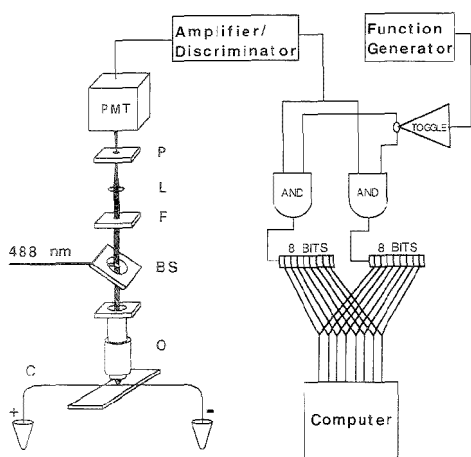 Amplifier/
Discriminator
Function
Generator
PMT
TOGGLE
P
L
AND
AND
F
488 nm
BS
8 BITS
8 BITS
O
C
+
-
Computer